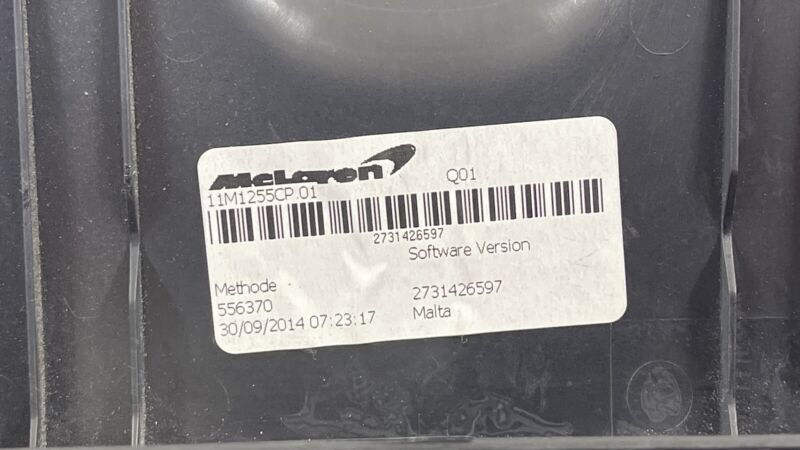 McLaren
11M1255CP.01 Q01
2731426597
Software Version
Methode
556370 2731426597
30/09/2014 07:23:17 Malta